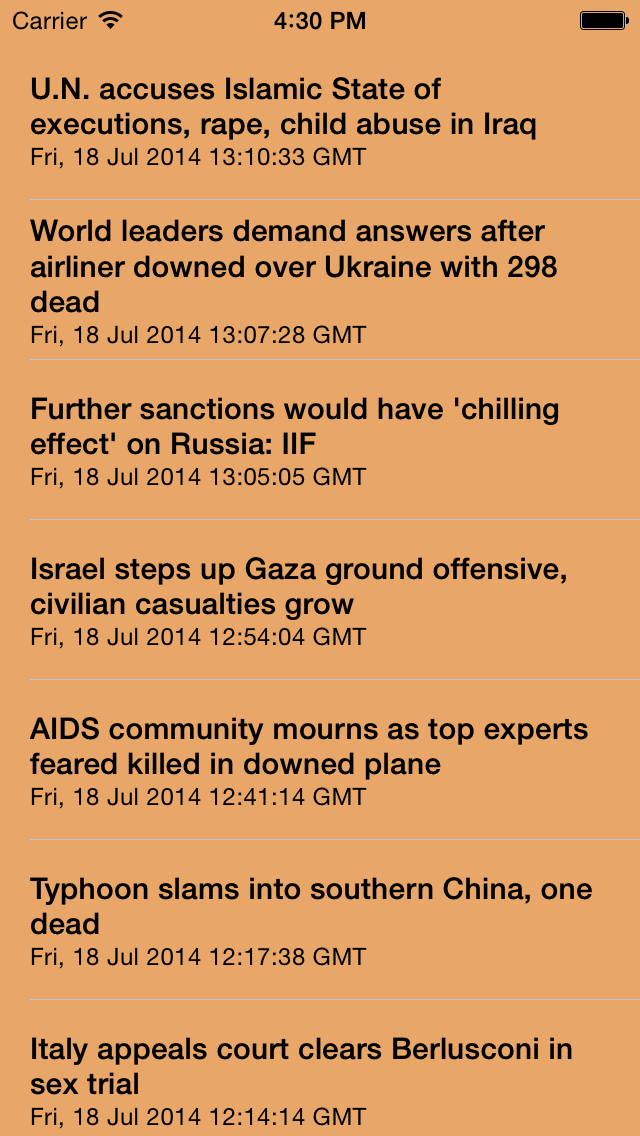 Carrier 4:30 PM
U.N. accuses Islamic State of
executions, rape, child abuse in Iraq
Fri, 18 Jul 2014 13:10:33 GMT
World leaders demand answers after
airliner downed over Ukraine with 298
dead
Fri, 18 Jul 2014 13:07:28 GMT
Further sanctions would have 'chilling
effect' on Russia: IIF
Fri, 18 Jul 2014 13:05:05 GMT
Israel steps up Gaza ground offensive,
civilian casualties grow
Fri, 18 Jul 2014 12:54:04 GMT
AIDS community mourns as top experts
feared killed in downed plane
Fri, 18 Jul 2014 12:41:14 GMT
Typhoon slams into southern China, one
dead
Fri, 18 Jul 2014 12:17:38 GMT
Italy appeals court clears Berlusconi in
sex trial
Fri, 18 Jul 2014 12:14:14 GMT